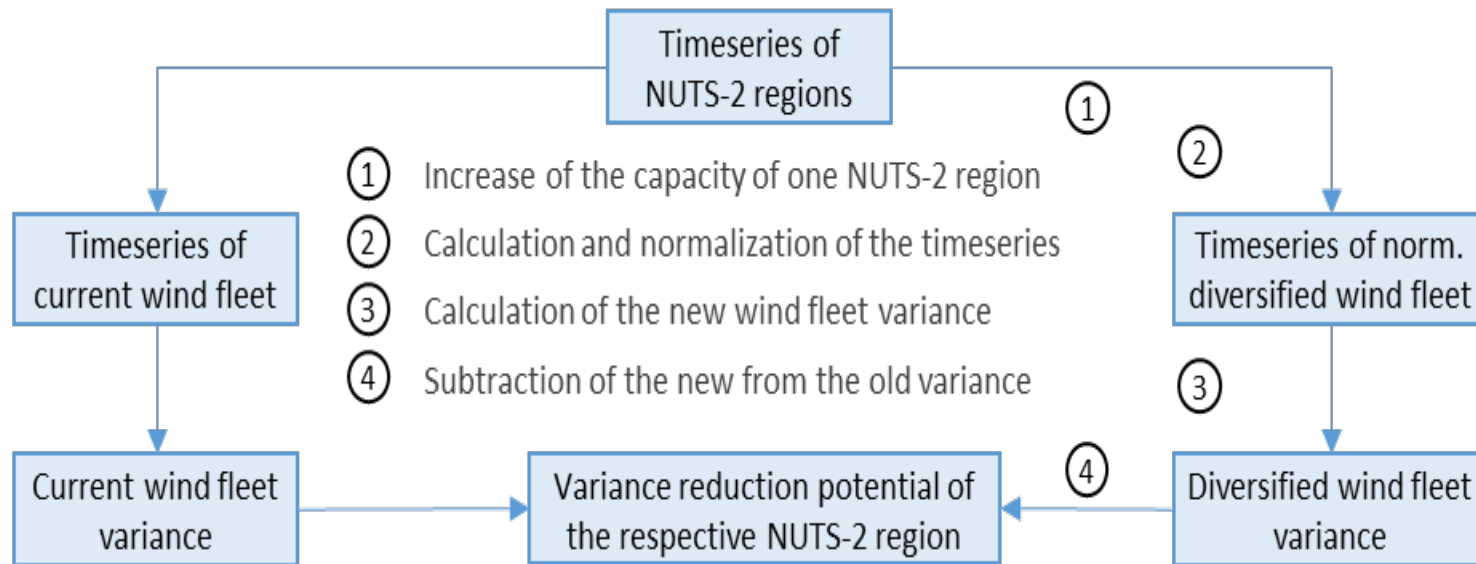 Timeseries of
NUTS-2 regions
1
2
1 Increase of the capacity of one NUTS-2 region
2 Calculation and normalization of the timeseries
3 Calculation of the new wind fleet variance
4 Subtraction of the new from the old variance
Timeseries of
current wind fleet
Timeseries of norm.
diversified wind fleet
3
Current wind fleet
variance
Variance reduction potential of
the respective NUTS-2 region
4
Diversified wind fleet
variance